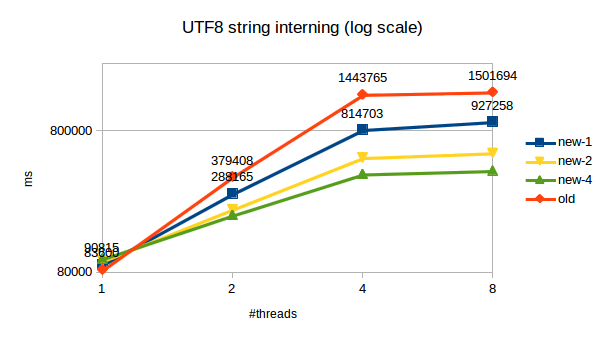 UTF8 string interning (log scale)
1443765
1501694
814703
927258
800000
379408
288165
ms
new-1
new-2
new-4
old
90815
83600
80000
1 2 4 8
#threads